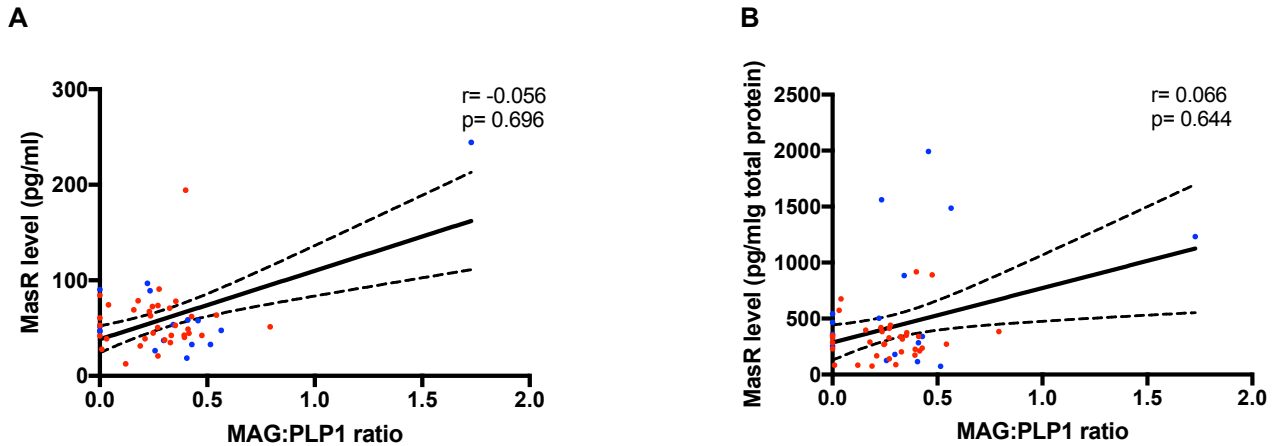 A
MasR level (pg/ml)
300
200
100
0
r= -0.056
p= 0.696
0.0 0.5 1.0 1.5 2.0
MAG:PLP1 ratio
B
MasR level (pg/mlg total protein)
2500
2000
1500
1000
500
0
r= 0.066
p= 0.644
0.0 0.5 1.0 1.5 2.0
MAG:PLP1 ratio